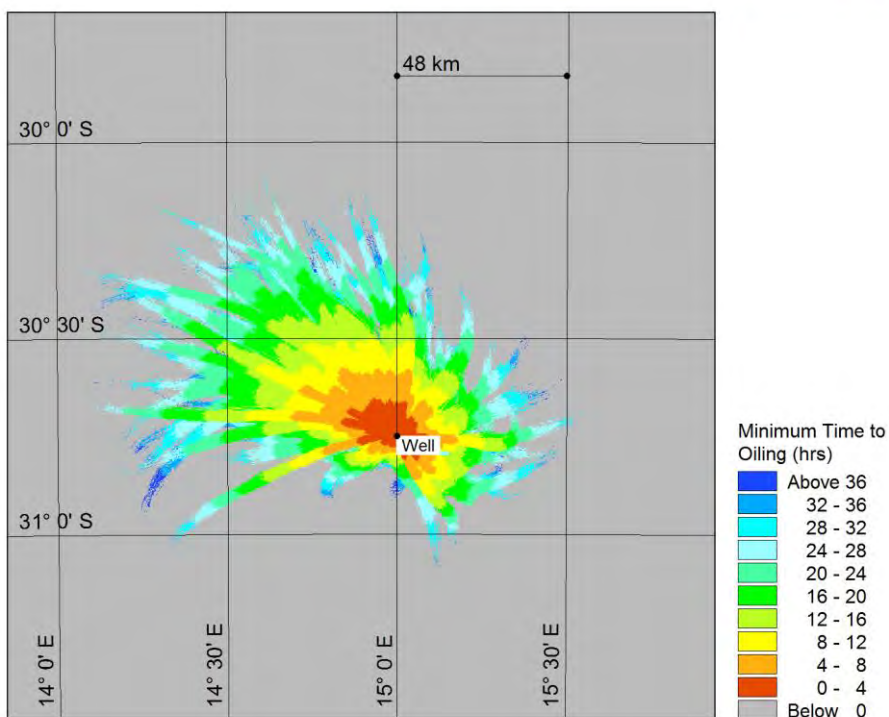 48 km
30° 0' S
30° 30' S
Well
31° 0' S
14° 0' E
14° 30' E
15° 0' E
15° 30' E
Minimum Time to
Oiling (hrs)
Above 36
32 - 36
28 - 32
24 - 28
20 - 24
16 - 20
12 - 16
8 - 12
4 - 8
0 - 4
Below 0